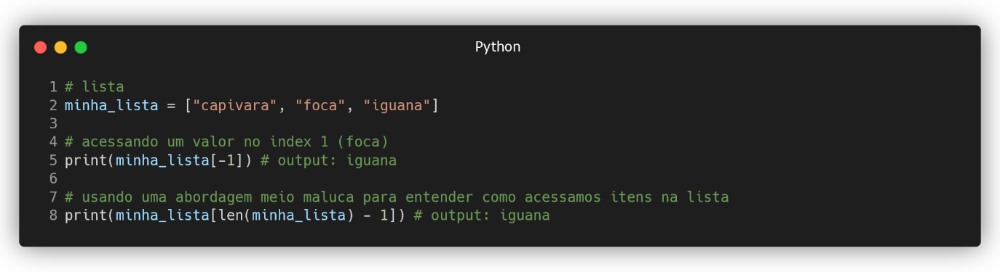 Python
1 # lista
2 minha_lista = ["capivara", "foca", "iguana"]
3
4 # acessando um valor no index 1 (foca)
5 print(minha_lista[-1]) # output: iguana
6
7 # usando uma abordagem meio maluca para entender como acessamos itens na lista
8 print(minha_lista[len(minha_lista) - 1]) # output: iguana